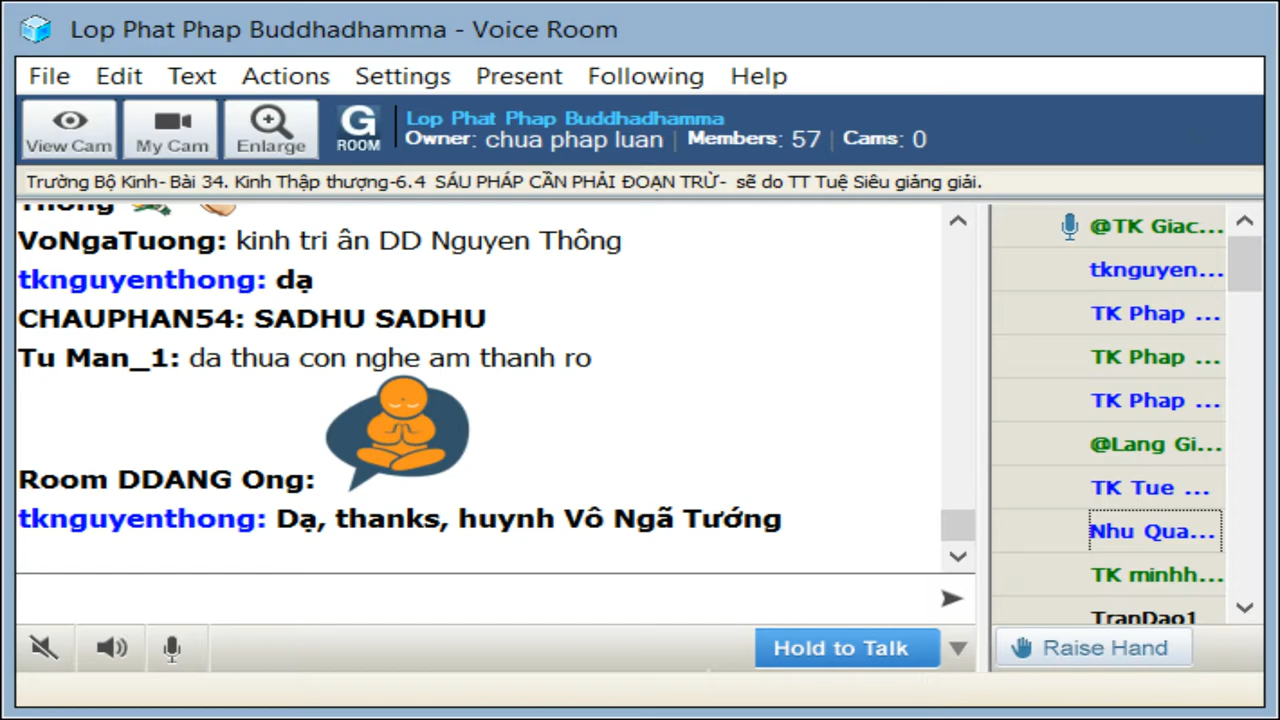 Lop Phat Phap Buddhadhamma - Voice Room
File Edit Text Actions Settings Present Following Help
View Cam My Cam Enlarge G ROOM
Lop Phat Phap Buddhadhamma
Owner: chua phap luan | Members: 57 | Cams: 0
Trường Bộ Kinh- Bài 34. Kinh Thập thượng-6.4 SÁU PHÁP CẦN PHẢI ĐOẠN TRỪ- sẽ do TT Tuệ Siêu giảng giải.
Thông
VoNgaTuong: kinh tri ân DD Nguyen Thông
tknguyenthong: dạ
CHAUPHAN54: SADHU SADHU
Tu Man_1: da thua con nghe am thanh ro
Room DDANG Ong:
tknguyenthong: Dạ, thanks, huynh Vô Ngã Tướng
@TK Giac...
tknguyen...
TK Phap ...
TK Phap ...
TK Phap ...
@Lang Gi...
TK Tue ...
Nhu Qua...
TK minhh...
TranDao1
Hold to Talk
Raise Hand